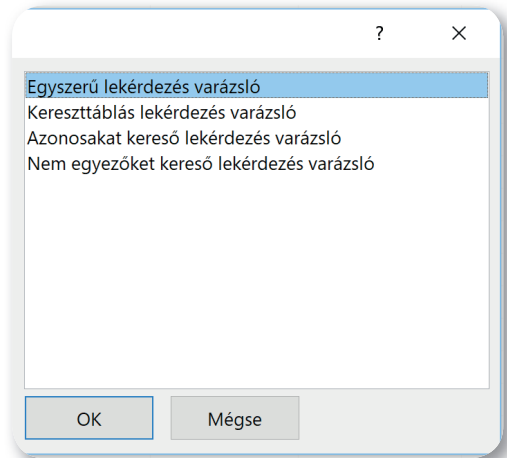 ?
Egyszerű lekérdezés varázsló
Kereszttáblás lekérdezés varázsló
Azonosakat kereső lekérdezés varázsló
Nem egyezőket kereső lekérdezés varázsló
OK Mégse